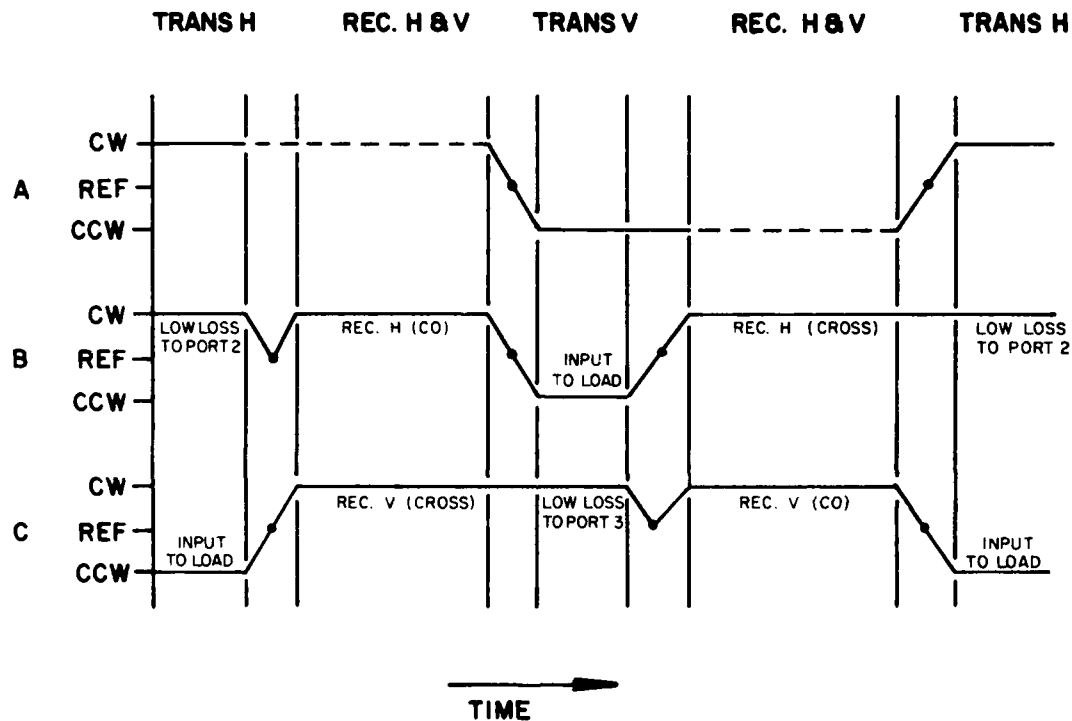 TRANS H REC. H & V TRANS V REC. H & V TRANS H
CW
A REF
CCW
CW
LOW LOSS
TO PORT 2
REC. H (CO)
REC. H (CROSS)
LOW LOSS
TO PORT 2
B REF
INPUT
TO LOAD
CCW
CW
REC. V (CROSS)
LOW LOSS
TO PORT 3
REC. V (CO)
C REF
INPUT
TO LOAD
INPUT
TO LOAD
CCW
TIME